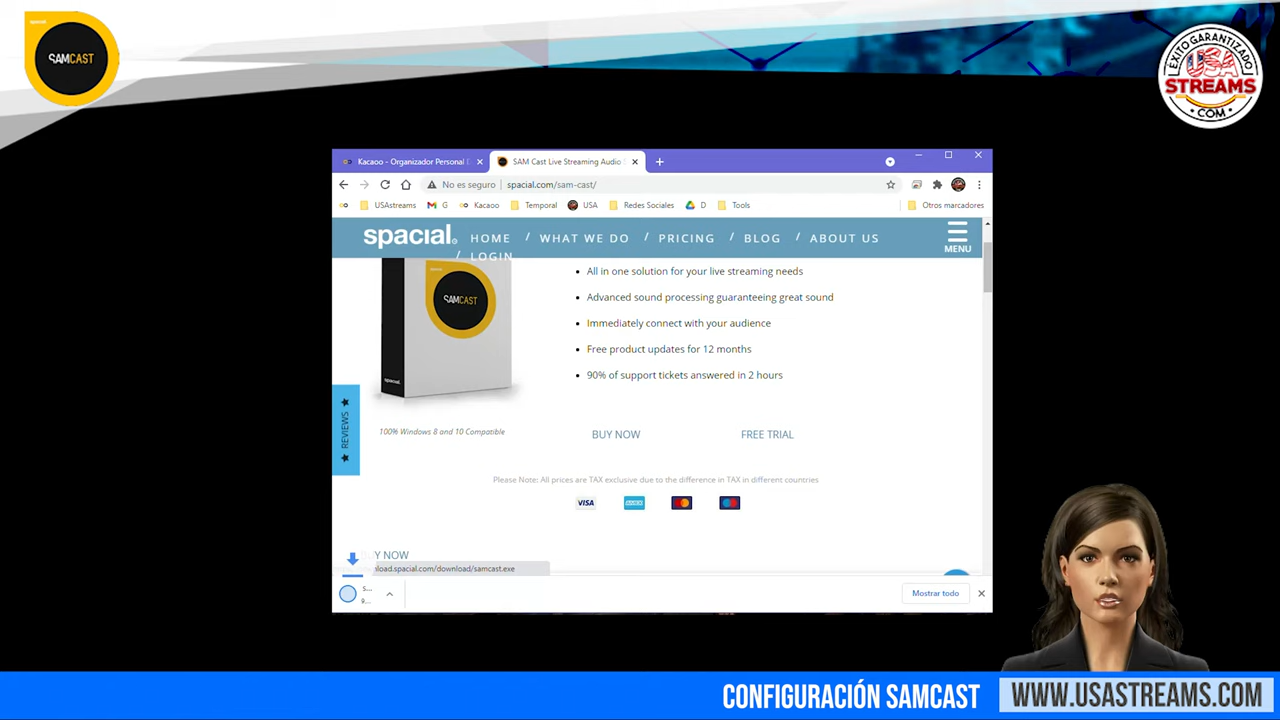 spacial
SAMCAST
ÉXITO GARANTIZADO
USA
STREAMS
.COM
Kacaoo - Organizador Personal
SAM Cast Live Streaming Audio
No es seguro
spacial.com/sam-cast/
USAstreams
G
Kacaoo
Temporal
USA
Redes Sociales
D
Tools
Otros marcadores
spacial
HOME / WHAT WE DO / PRICING / BLOG / ABOUT US
/ LOGIN
MENU
SAMCAST
spacial.
All in one solution for your live streaming needs
Advanced sound processing guaranteeing great sound
Immediately connect with your audience
Free product updates for 12 months
90% of support tickets answered in 2 hours
REVIEWS
100% Windows 8 and 10 Compatible
BUY NOW
FREE TRIAL
Please Note: All prices are TAX exclusive due to the difference in TAX in different countries
VISA
Y NOW
load.spacial.com/download/samcast.exe
s...
9...
Mostrar todo
CONFIGURACIÓN SAMCAST
WWW.USASTREAMS.COM